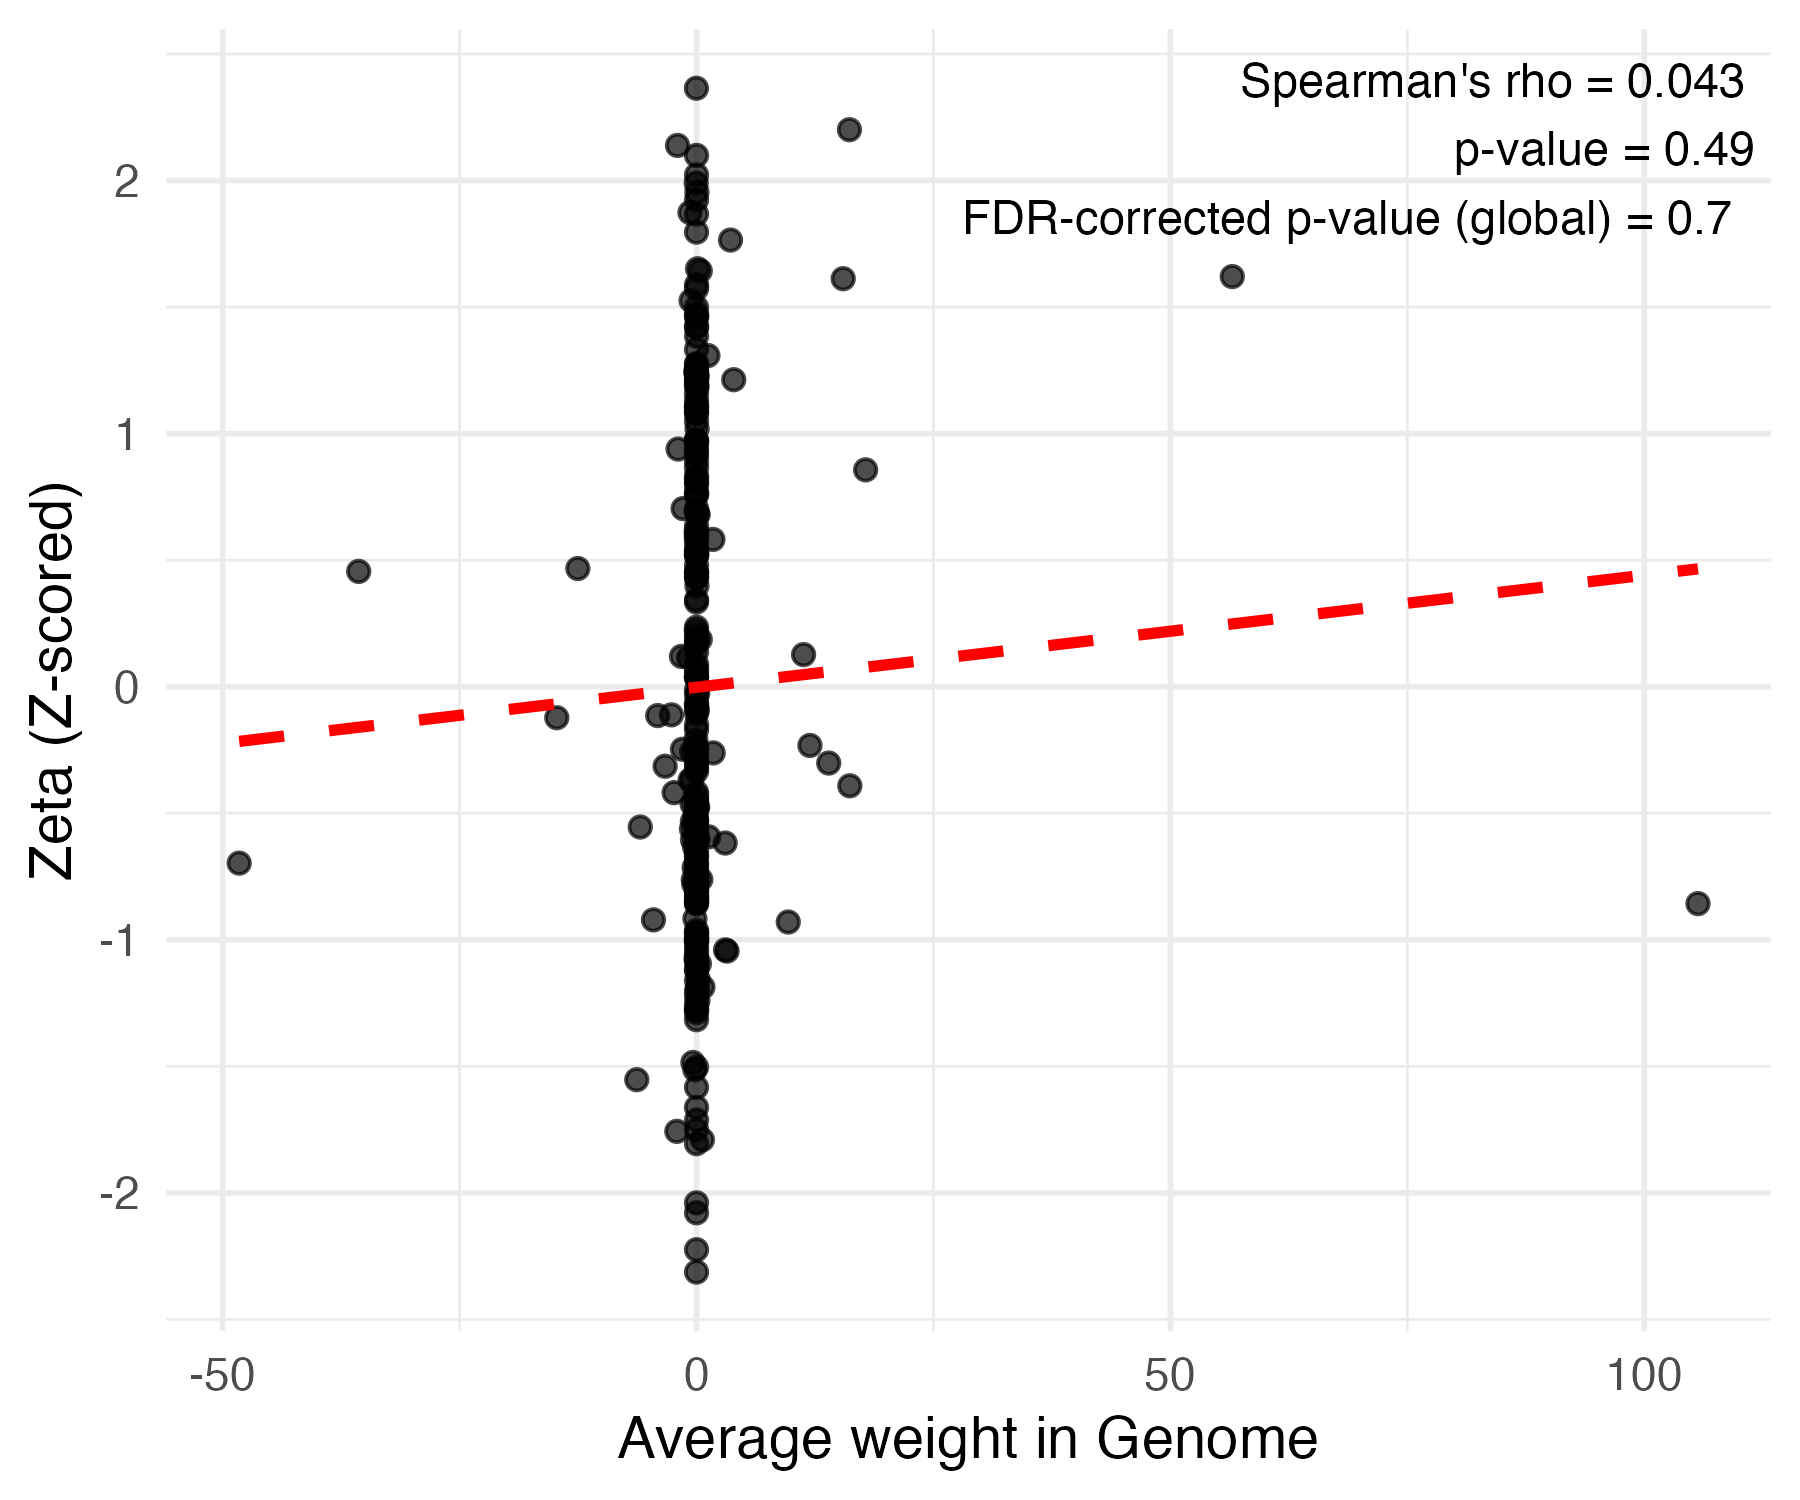 Spearman's rho = 0.043
p-value = 0.49
FDR-corrected p-value (global) = 0.7
Zeta (Z-scored)
2
1
0
-1
-2
-50
0
50
100
Average weight in Genome